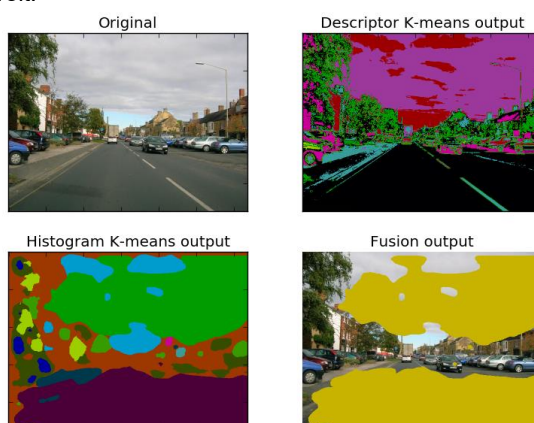 Original
Descriptor K-means output
Histogram K-means output
Fusion output